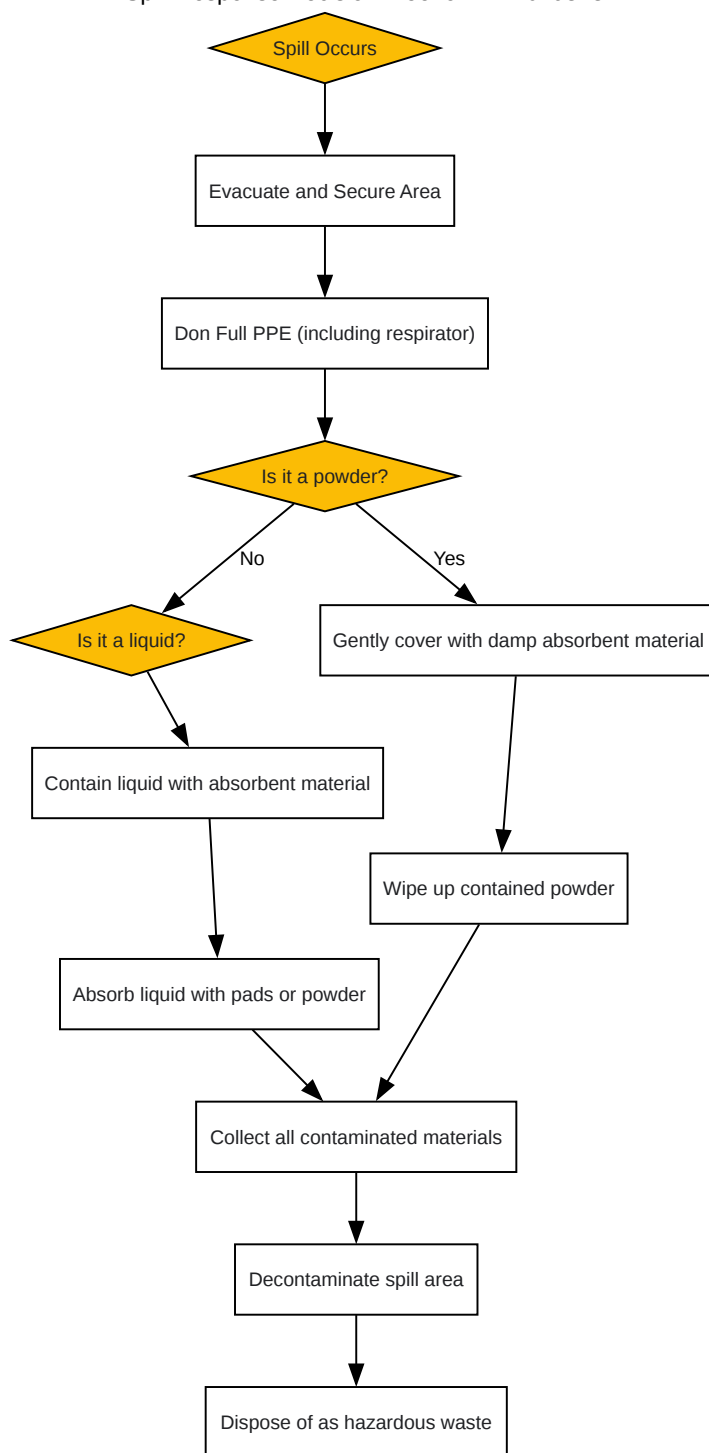 Spill Occurs
Evacuate and Secure Area
Don Full PPE (including respirator)
Is it a powder?
No
Yes
Is it a liquid?
Gently cover with damp absorbent material
Contain liquid with absorbent material
Wipe up contained powder
Absorb liquid with pads or powder
Collect all contaminated materials
Decontaminate spill area
Dispose of as hazardous waste